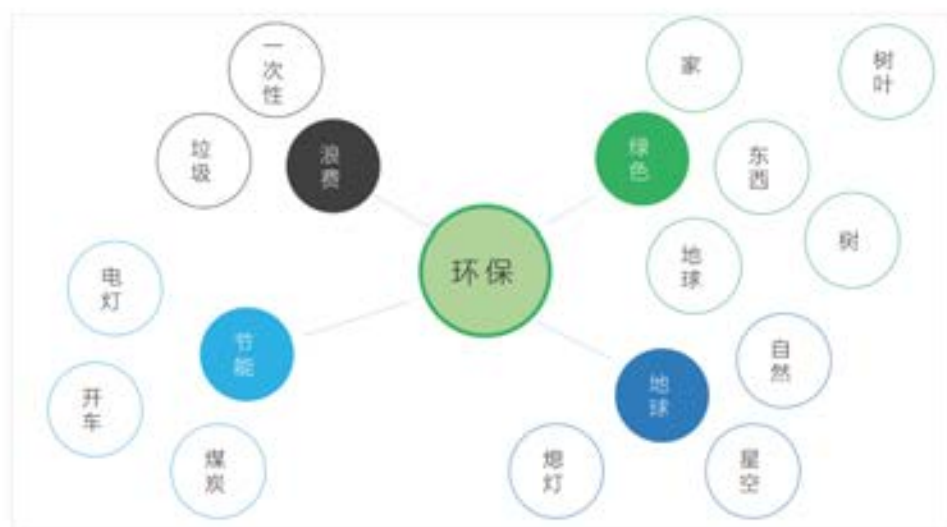 一次性
垃圾
浪费
家
树叶
绿色
东西
树
地球
环保
电灯
节能
开车
煤炭
自然
地球
熄灯
星空